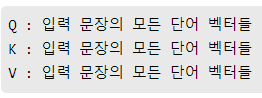 Q : 입력 문장의 모든 단어 벡터들
K : 입력 문장의 모든 단어 벡터들
V : 입력 문장의 모든 단어 벡터들